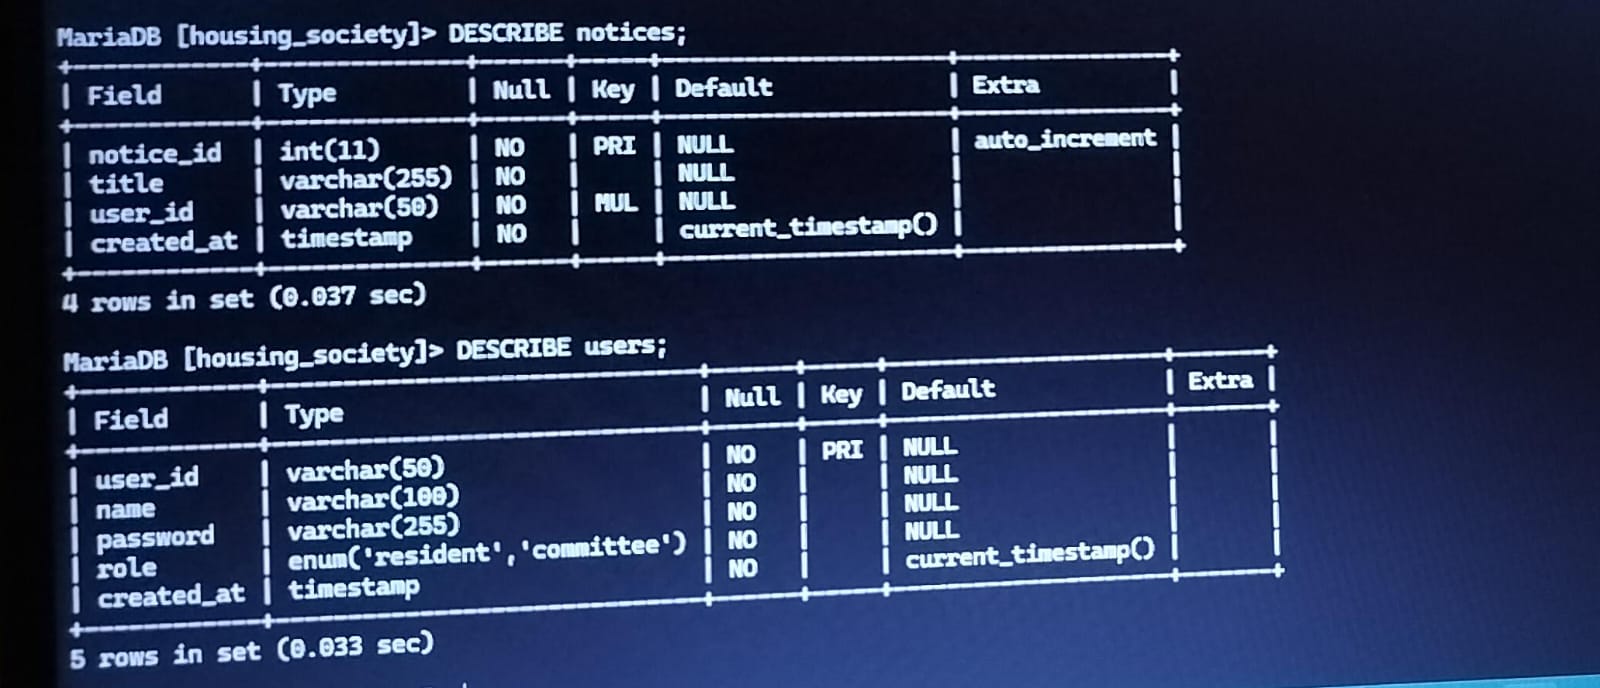 MariaDB [housing_society]> DESCRIBE notices;
+------------+--------------+------+-----+---------------------+----------------+
| Field      | Type         | Null | Key | Default             | Extra          |
+------------+--------------+------+-----+---------------------+----------------+
| notice_id  | int(11)      | NO   | PRI | NULL                | auto_increment |
| title      | varchar(255) | NO   |     | NULL                |                |
| user_id    | varchar(50)  | NO   | MUL | NULL                |                |
| created_at | timestamp    | NO   |     | current_timestamp() |                |
+------------+--------------+------+-----+---------------------+----------------+
4 rows in set (0.037 sec)
MariaDB [housing_society]> DESCRIBE users;
+------------+------------------------------+------+-----+---------------------+-------+
| Field      | Type                         | Null | Key | Default             | Extra |
+------------+------------------------------+------+-----+---------------------+-------+
| user_id    | varchar(50)                  | NO   | PRI | NULL                |       |
| name       | varchar(100)                 | NO   |     | NULL                |       |
| password   | varchar(255)                 | NO   |     | NULL                |       |
| role       | enum('resident','committee') | NO   |     | NULL                |       |
| created_at | timestamp                    | NO   |     | current_timestamp() |       |
+------------+------------------------------+------+-----+---------------------+-------+
5 rows in set (0.033 sec)